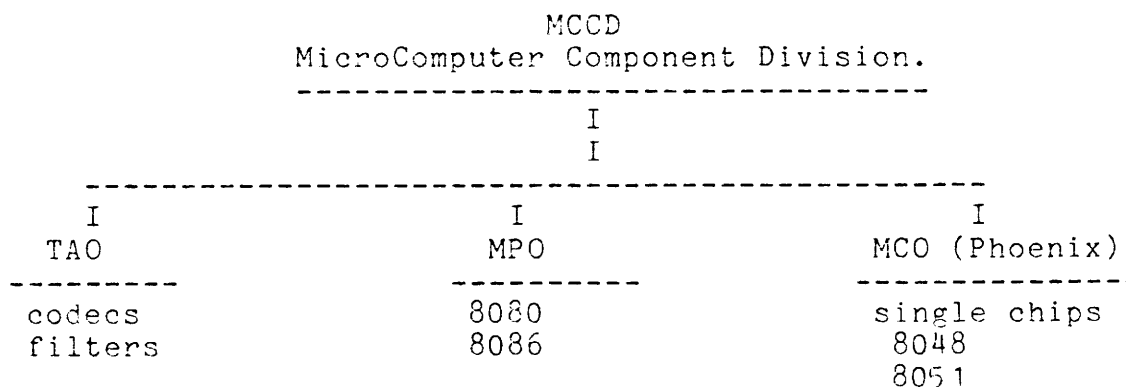 MCCD
MicroComputer Component Division.
I
I
I I I
TAO MPO MCO (Phoenix)
codecs 8080 single chips
filters 8086 8048
8051